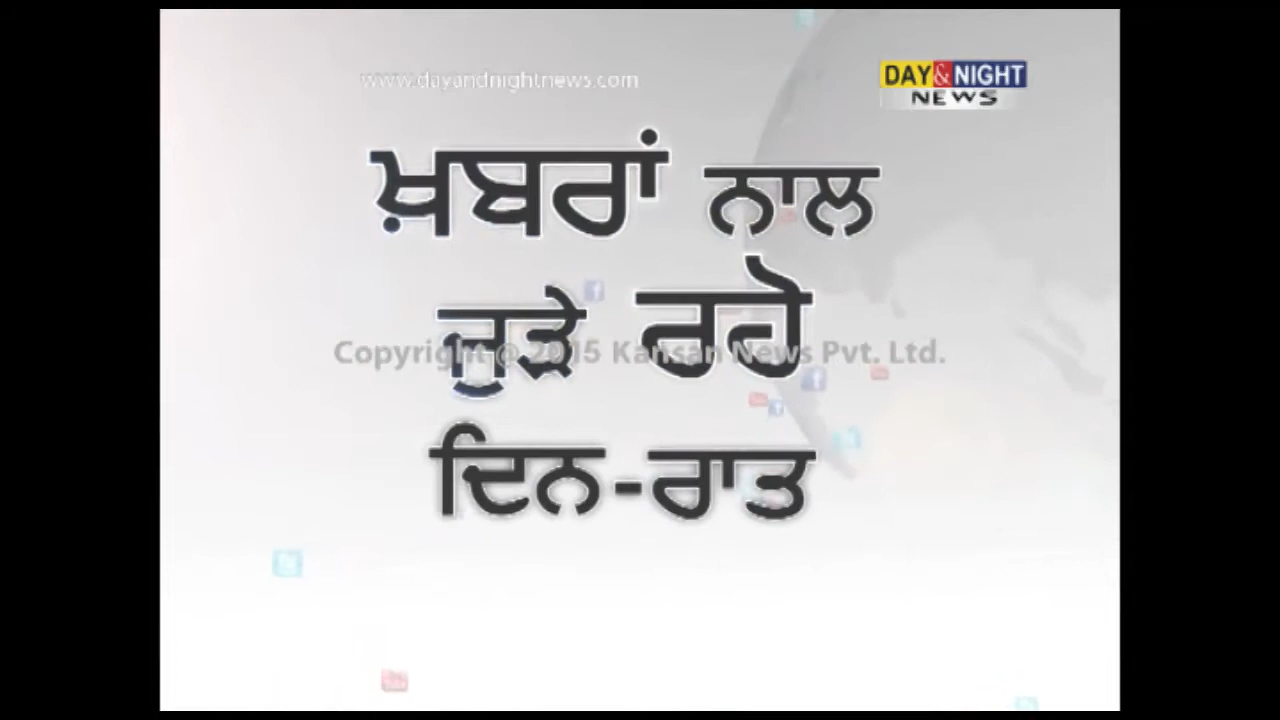 www.dayandnightnews.com
DAY & NIGHT
NEWS
ਖ਼ਬਰਾਂ ਨਾਲ
ਜੁੜੇ ਰਹੋ
Copyright @ 2015 Kansan News Pvt. Ltd.
ਦਿਨ-ਰਾਤ